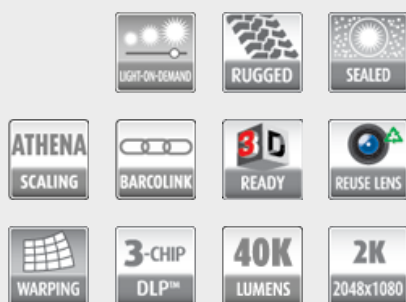 LIGHT-ON-DEMAND RUGGED SEALED
ATHENA
SCALING BARCOLINK 3D
READY REUSE LENS
WARPING 3-CHIP
DLP™ 40K
LUMENS 2K
2048x1080